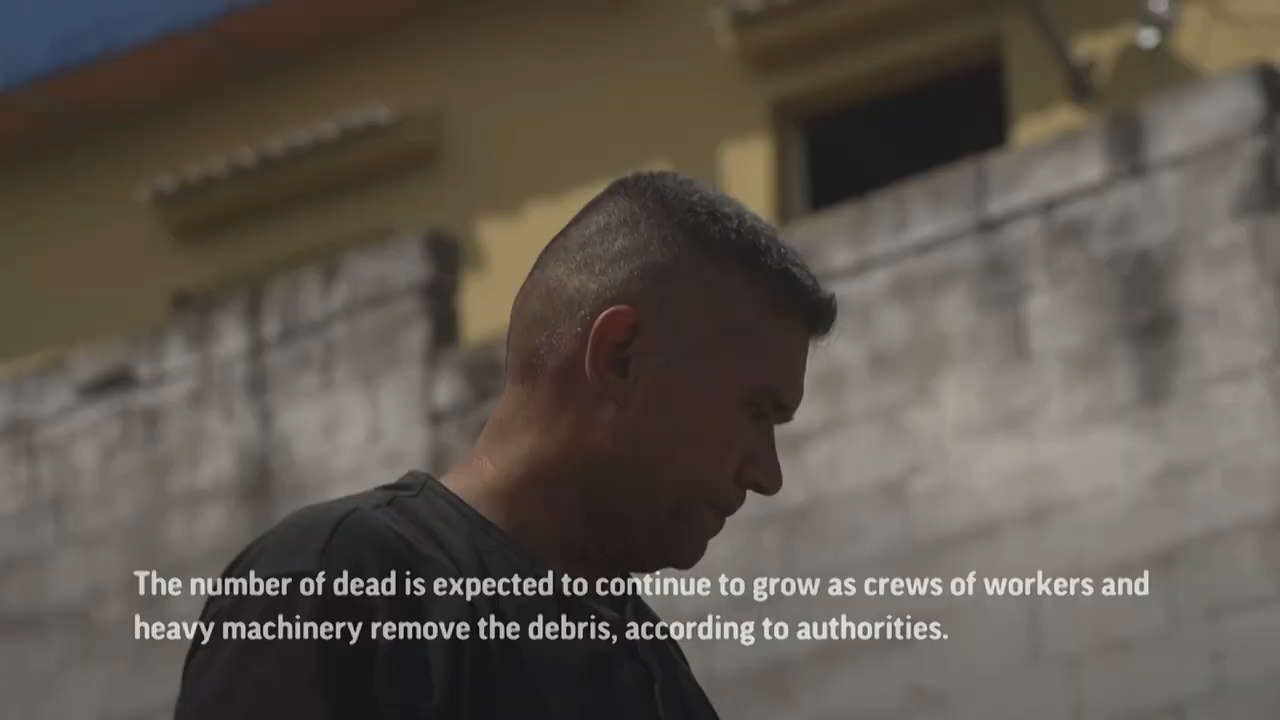 The number of dead is expected to continue to grow as crews of workers and
heavy machinery remove the debris, according to authorities.